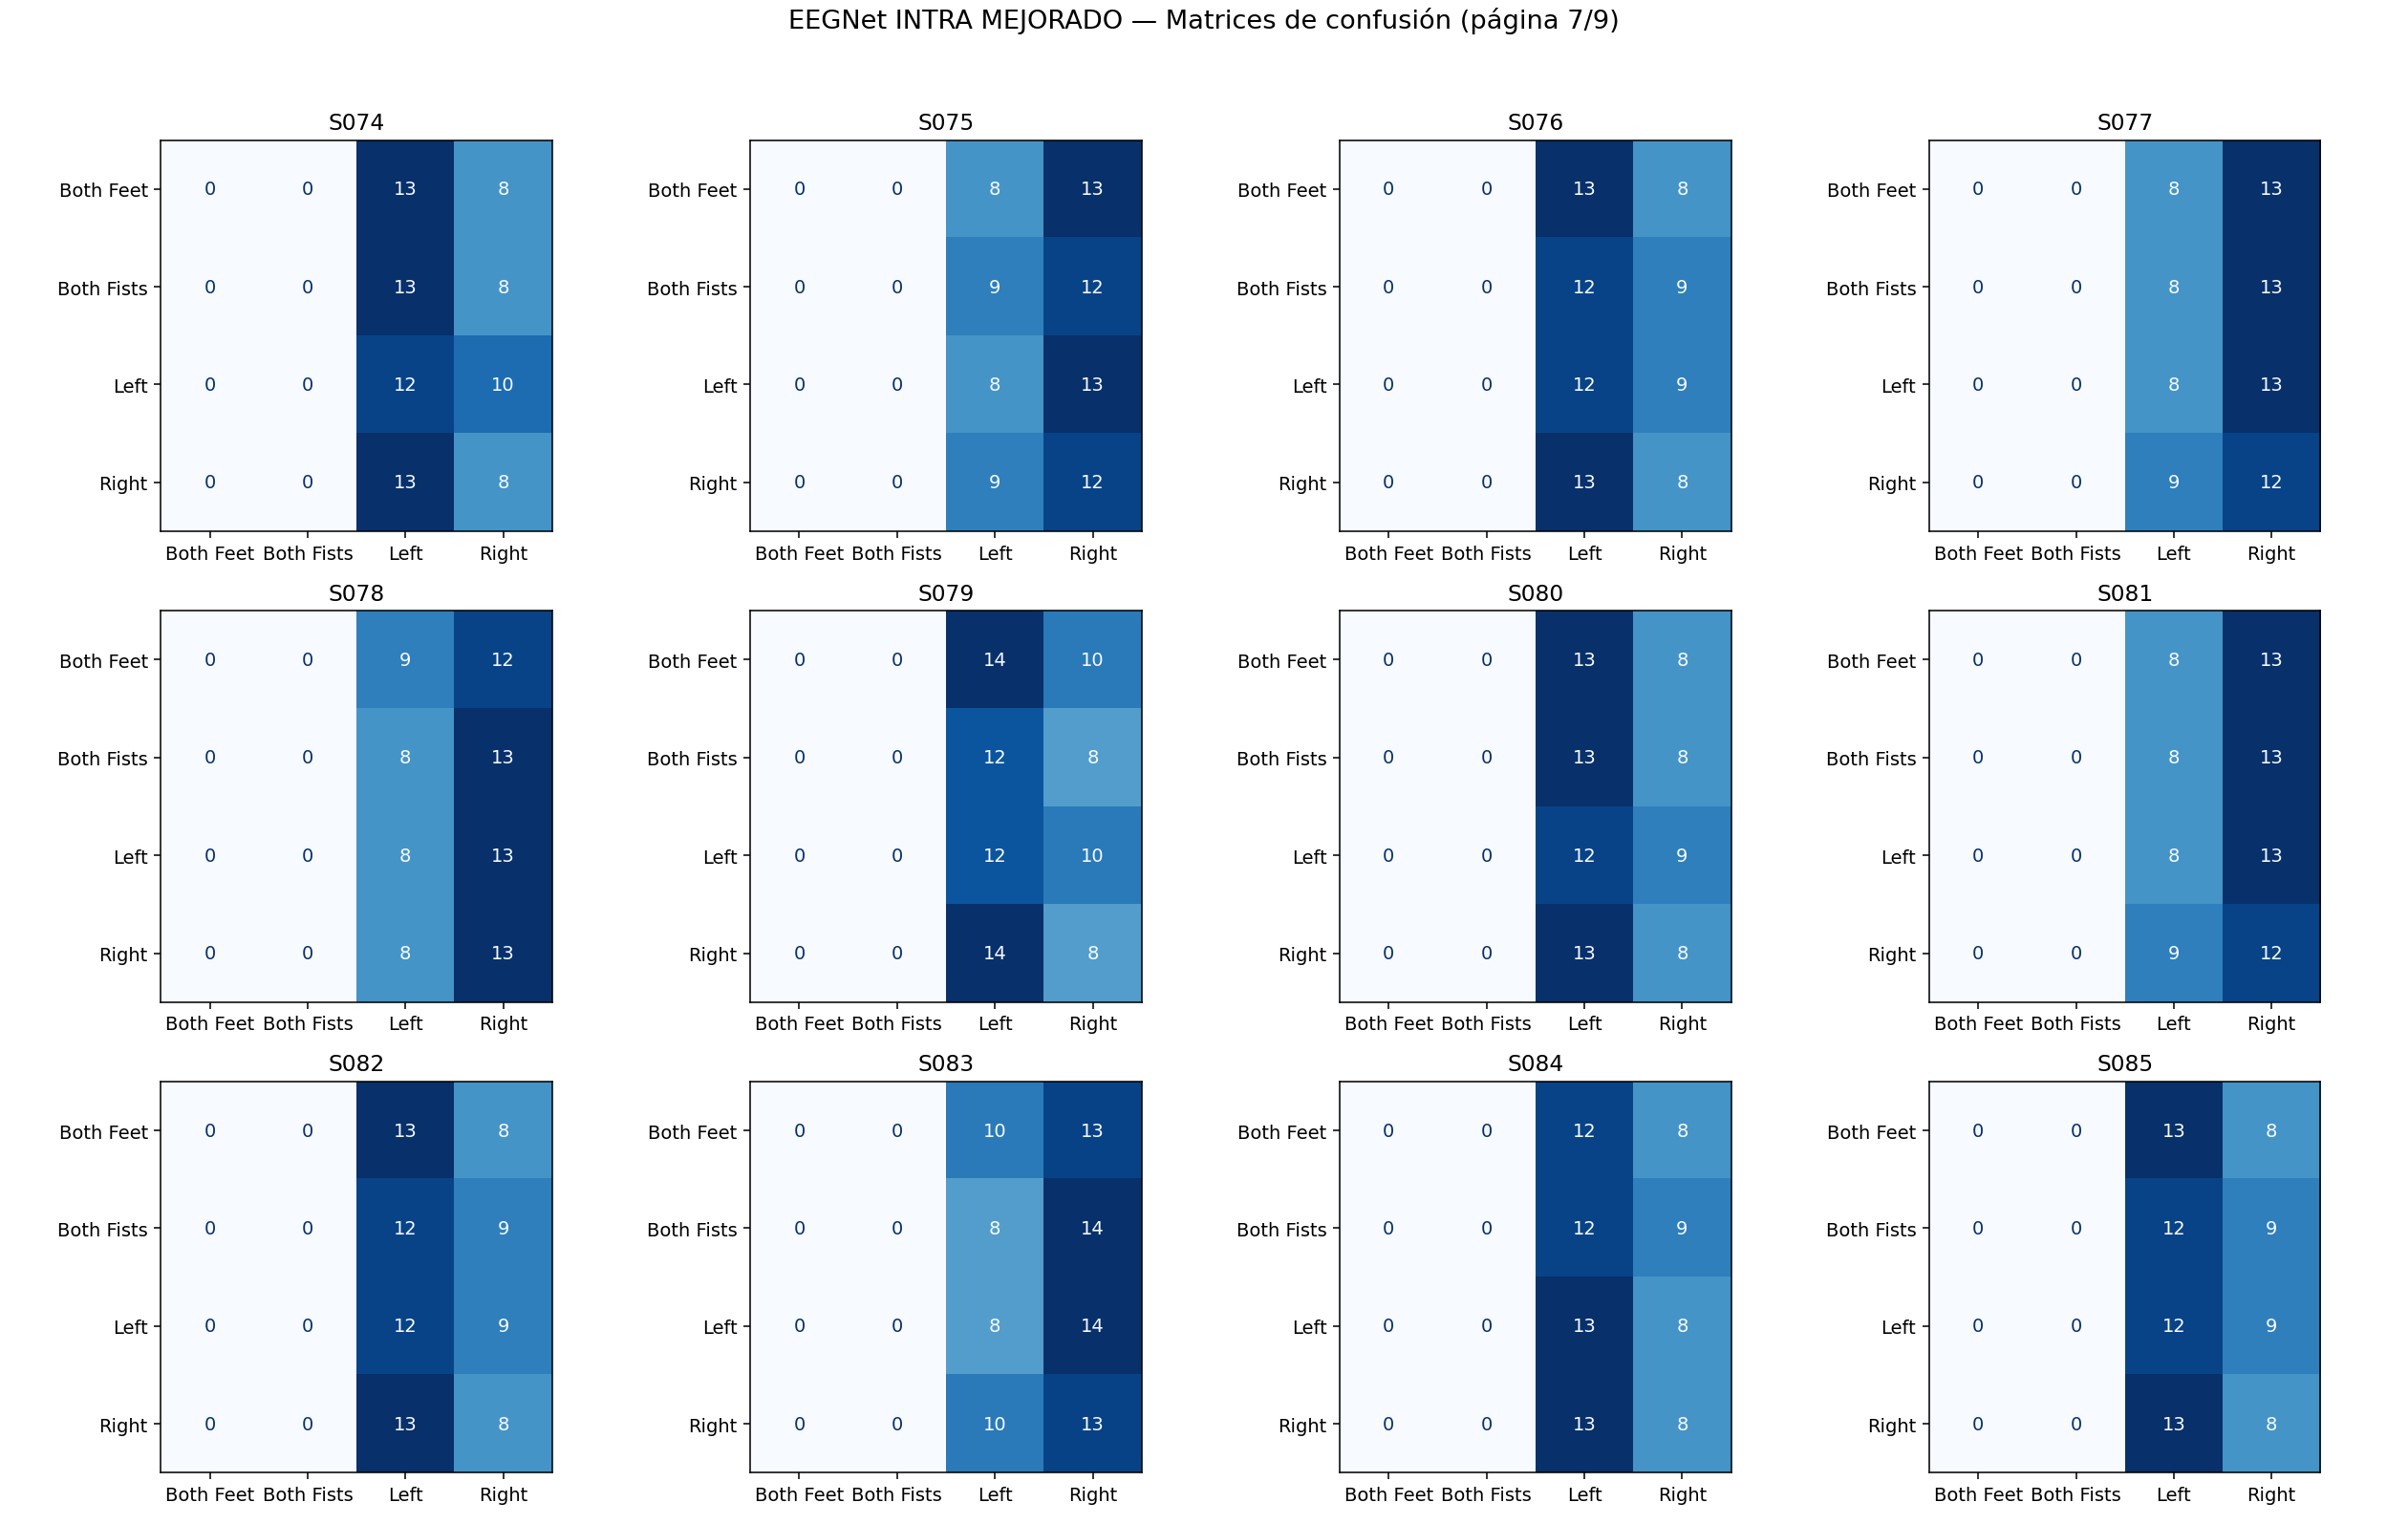 EEGNet INTRA MEJORADO — Matrices de confusión (página 7/9)
S074 S075 S076 S077
Both Feet 0 0 13 8 Both Feet 0 0 8 13 Both Feet 0 0 13 8 Both Feet 0 0 8 13
Both Fists 0 0 13 8 Both Fists 0 0 9 12 Both Fists 0 0 12 9 Both Fists 0 0 8 13
Left 0 0 12 10 Left 0 0 8 13 Left 0 0 12 9 Left 0 0 8 13
Right 0 0 13 8 Right 0 0 9 12 Right 0 0 13 8 Right 0 0 9 12
Both Feet Both Fists Left Right Both Feet Both Fists Left Right Both Feet Both Fists Left Right Both Feet Both Fists Left Right
S078 S079 S080 S081
Both Feet 0 0 9 12 Both Feet 0 0 14 10 Both Feet 0 0 13 8 Both Feet 0 0 8 13
Both Fists 0 0 8 13 Both Fists 0 0 12 8 Both Fists 0 0 13 8 Both Fists 0 0 8 13
Left 0 0 8 13 Left 0 0 12 10 Left 0 0 12 9 Left 0 0 8 13
Right 0 0 8 13 Right 0 0 14 8 Right 0 0 13 8 Right 0 0 9 12
Both Feet Both Fists Left Right Both Feet Both Fists Left Right Both Feet Both Fists Left Right Both Feet Both Fists Left Right
S082 S083 S084 S085
Both Feet 0 0 13 8 Both Feet 0 0 10 13 Both Feet 0 0 12 8 Both Feet 0 0 13 8
Both Fists 0 0 12 9 Both Fists 0 0 8 14 Both Fists 0 0 12 9 Both Fists 0 0 12 9
Left 0 0 12 9 Left 0 0 8 14 Left 0 0 13 8 Left 0 0 12 9
Right 0 0 13 8 Right 0 0 10 13 Right 0 0 13 8 Right 0 0 13 8
Both Feet Both Fists Left Right Both Feet Both Fists Left Right Both Feet Both Fists Left Right Both Feet Both Fists Left Right